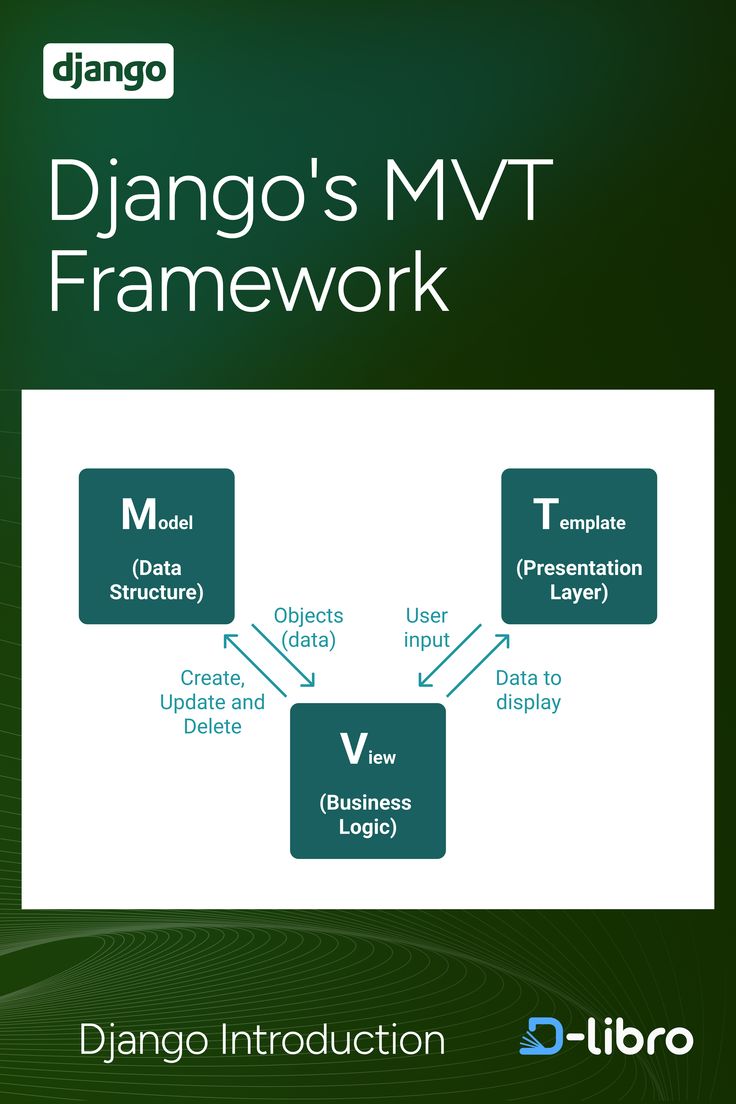 django
Django's MVT
Framework
Model
(Data
Structure)
Template
(Presentation
Layer)
Objects
(data)
User
input
Create,
Update and
Delete
Data to
display
View
(Business
Logic)
Django Introduction
D-libro